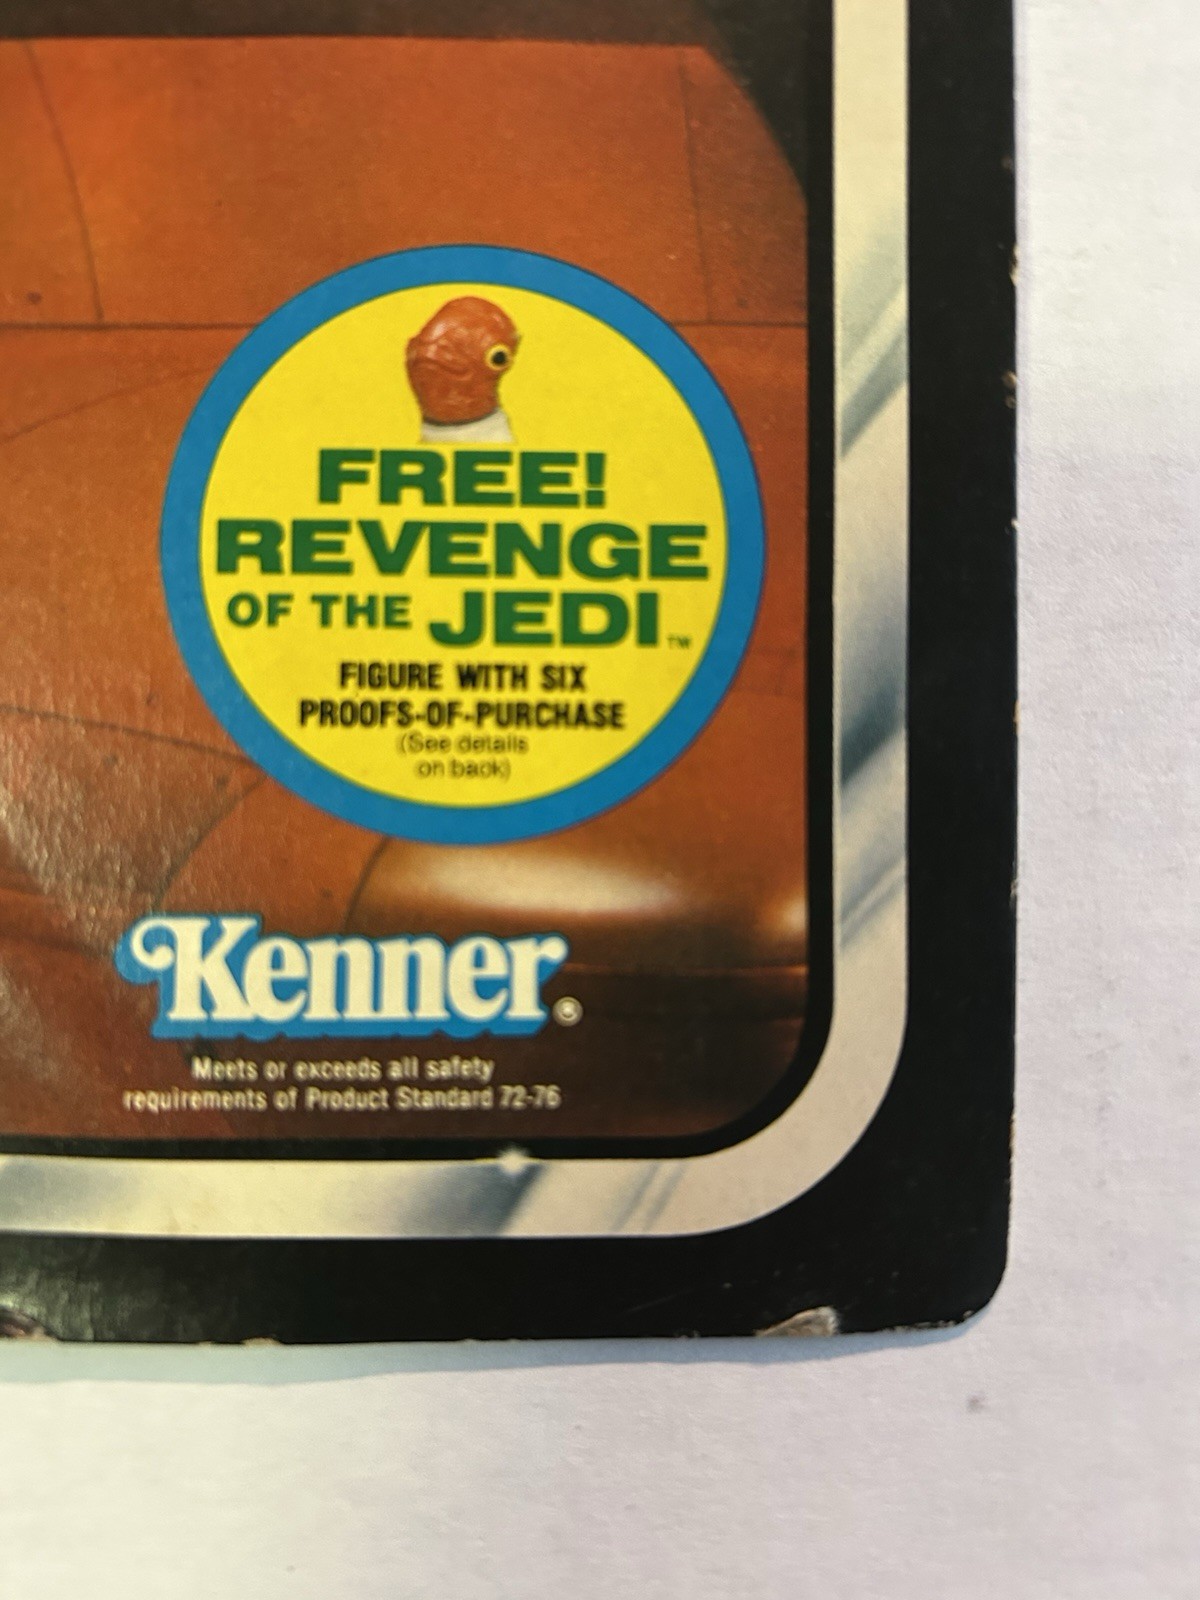 FREE!
REVENGE
OF THE JEDI™
FIGURE WITH SIX
PROOFS-OF-PURCHASE
(See details
on back)
Kenner®
Meets or exceeds all safety
requirements of Product Standard 72-76